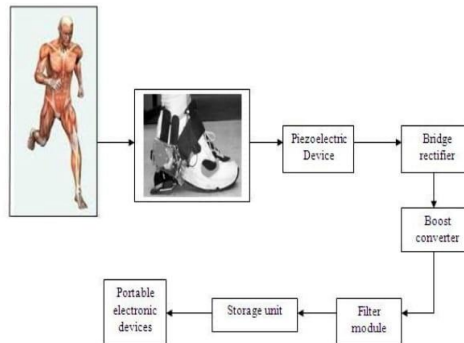 Piezoelectric
Device
Bridge
rectifier
Boost
converter
Filter
module
Storage unit
Portable
electronic
devices